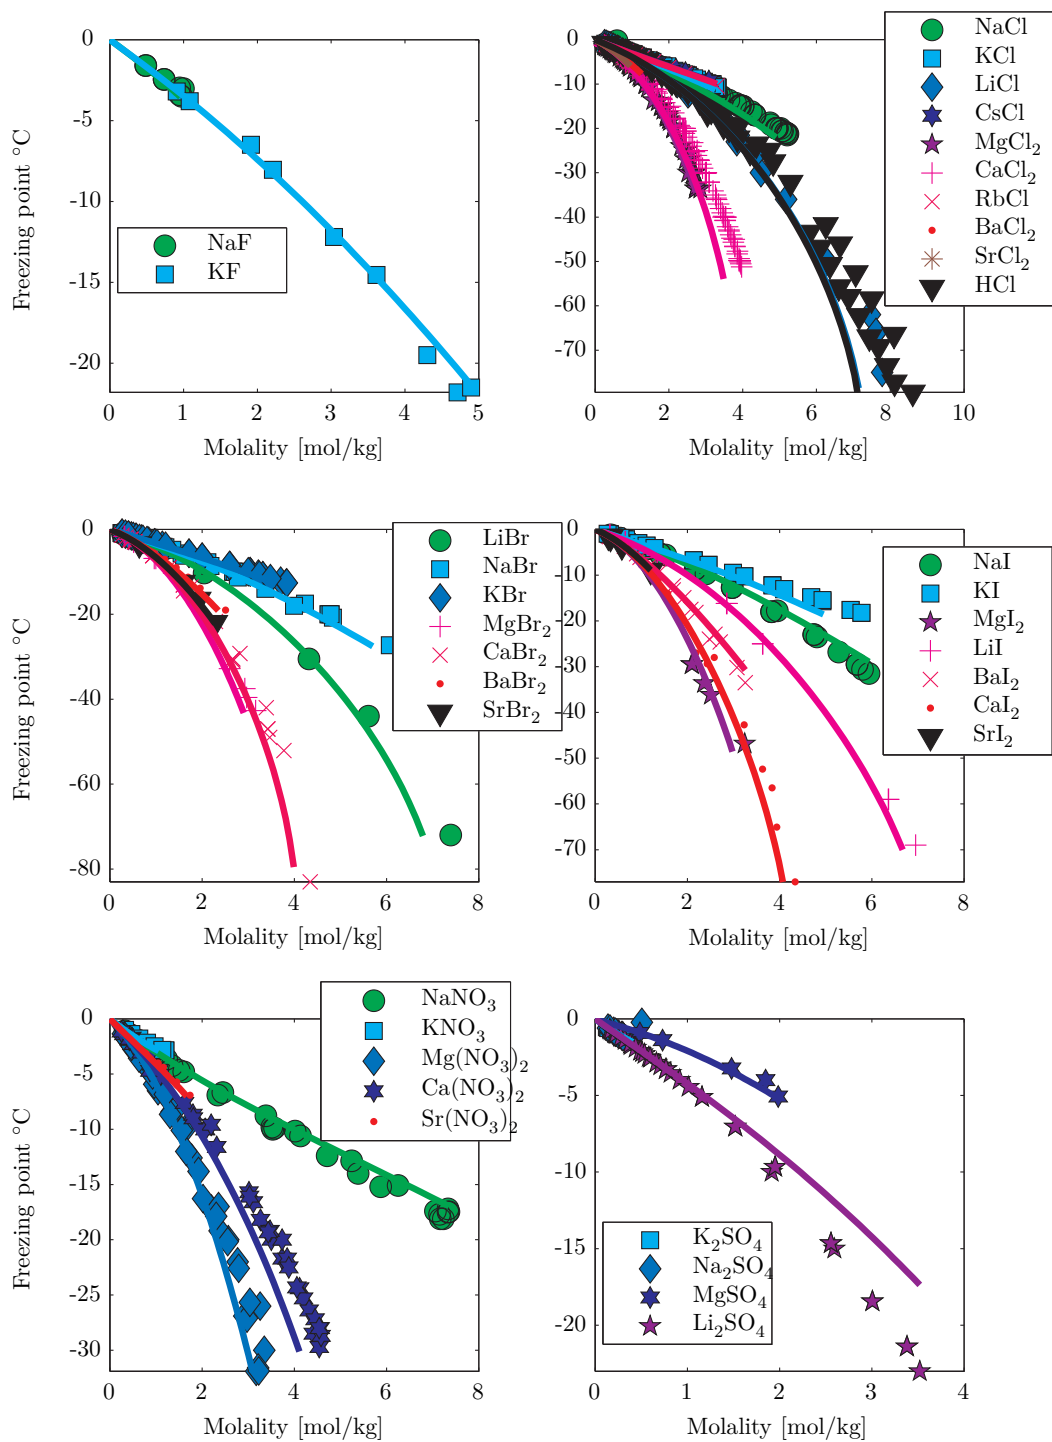 0
-5
-10
-15
-20
0 1 2 3 4 5
Freezing point °C
Molality [mol/kg]
NaF
KF
0
-10
-20
-30
-40
-50
-60
-70
0 2 4 6 8 10
Molality [mol/kg]
NaCl
KCl
LiCl
CsCl
MgCl₂
CaCl₂
RbCl
BaCl₂
SrCl₂
HCl
0
-20
-40
-60
-80
0 2 4 6 8
Freezing point °C
Molality [mol/kg]
LiBr
NaBr
KBr
MgBr₂
CaBr₂
BaBr₂
SrBr₂
0
-10
-20
-30
-40
-50
-60
-70
0 2 4 6 8
Molality [mol/kg]
NaI
KI
MgI₂
LiI
BaI₂
CaI₂
SrI₂
0
-5
-10
-15
-20
-25
-30
0 2 4 6 8
Freezing point °C
Molality [mol/kg]
NaNO₃
KNO₃
Mg(NO₃)₂
Ca(NO₃)₂
Sr(NO₃)₂
0
-5
-10
-15
-20
0 1 2 3 4
Molality [mol/kg]
K₂SO₄
Na₂SO₄
MgSO₄
Li₂SO₄